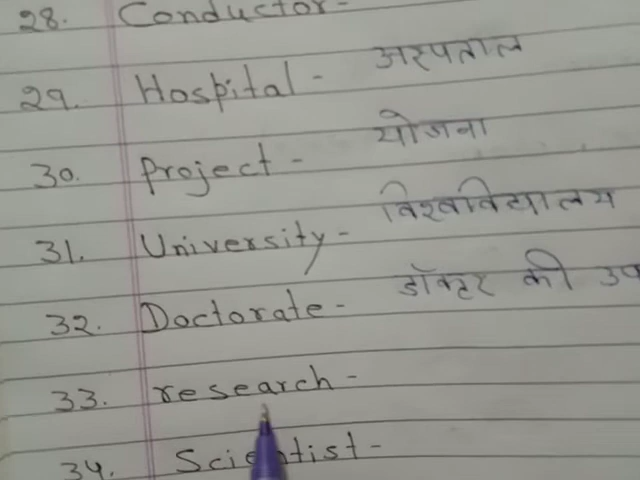 28. Conductor-
29. Hospital - अस्पताल
30. Project - योजना
31. University - विश्वविद्यालय
32. Doctorate - डॉक्टर की
33. research -
34. Scientist -